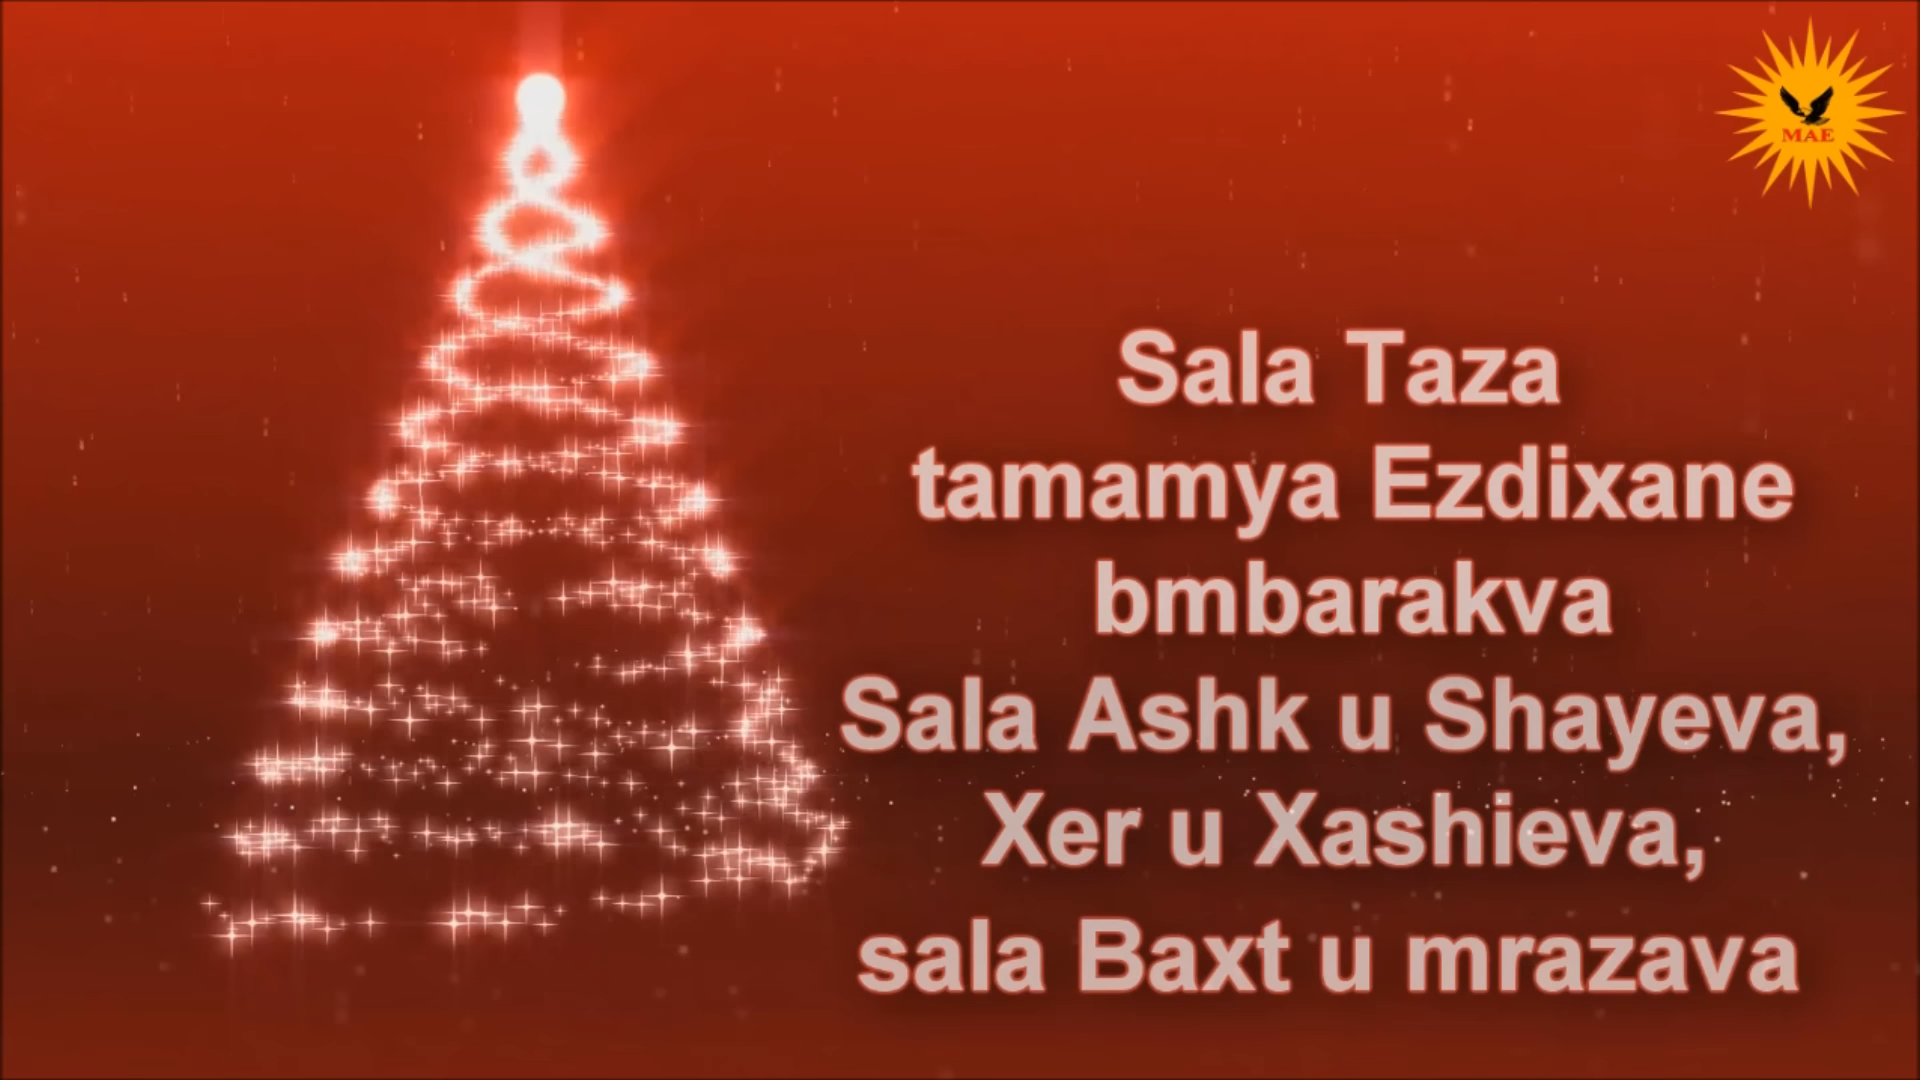 MAE
Sala Taza
tamamya Ezdixane
bmbarakva
Sala Ashk u Shayeva,
Xer u Xashieva,
sala Baxt u mrazava